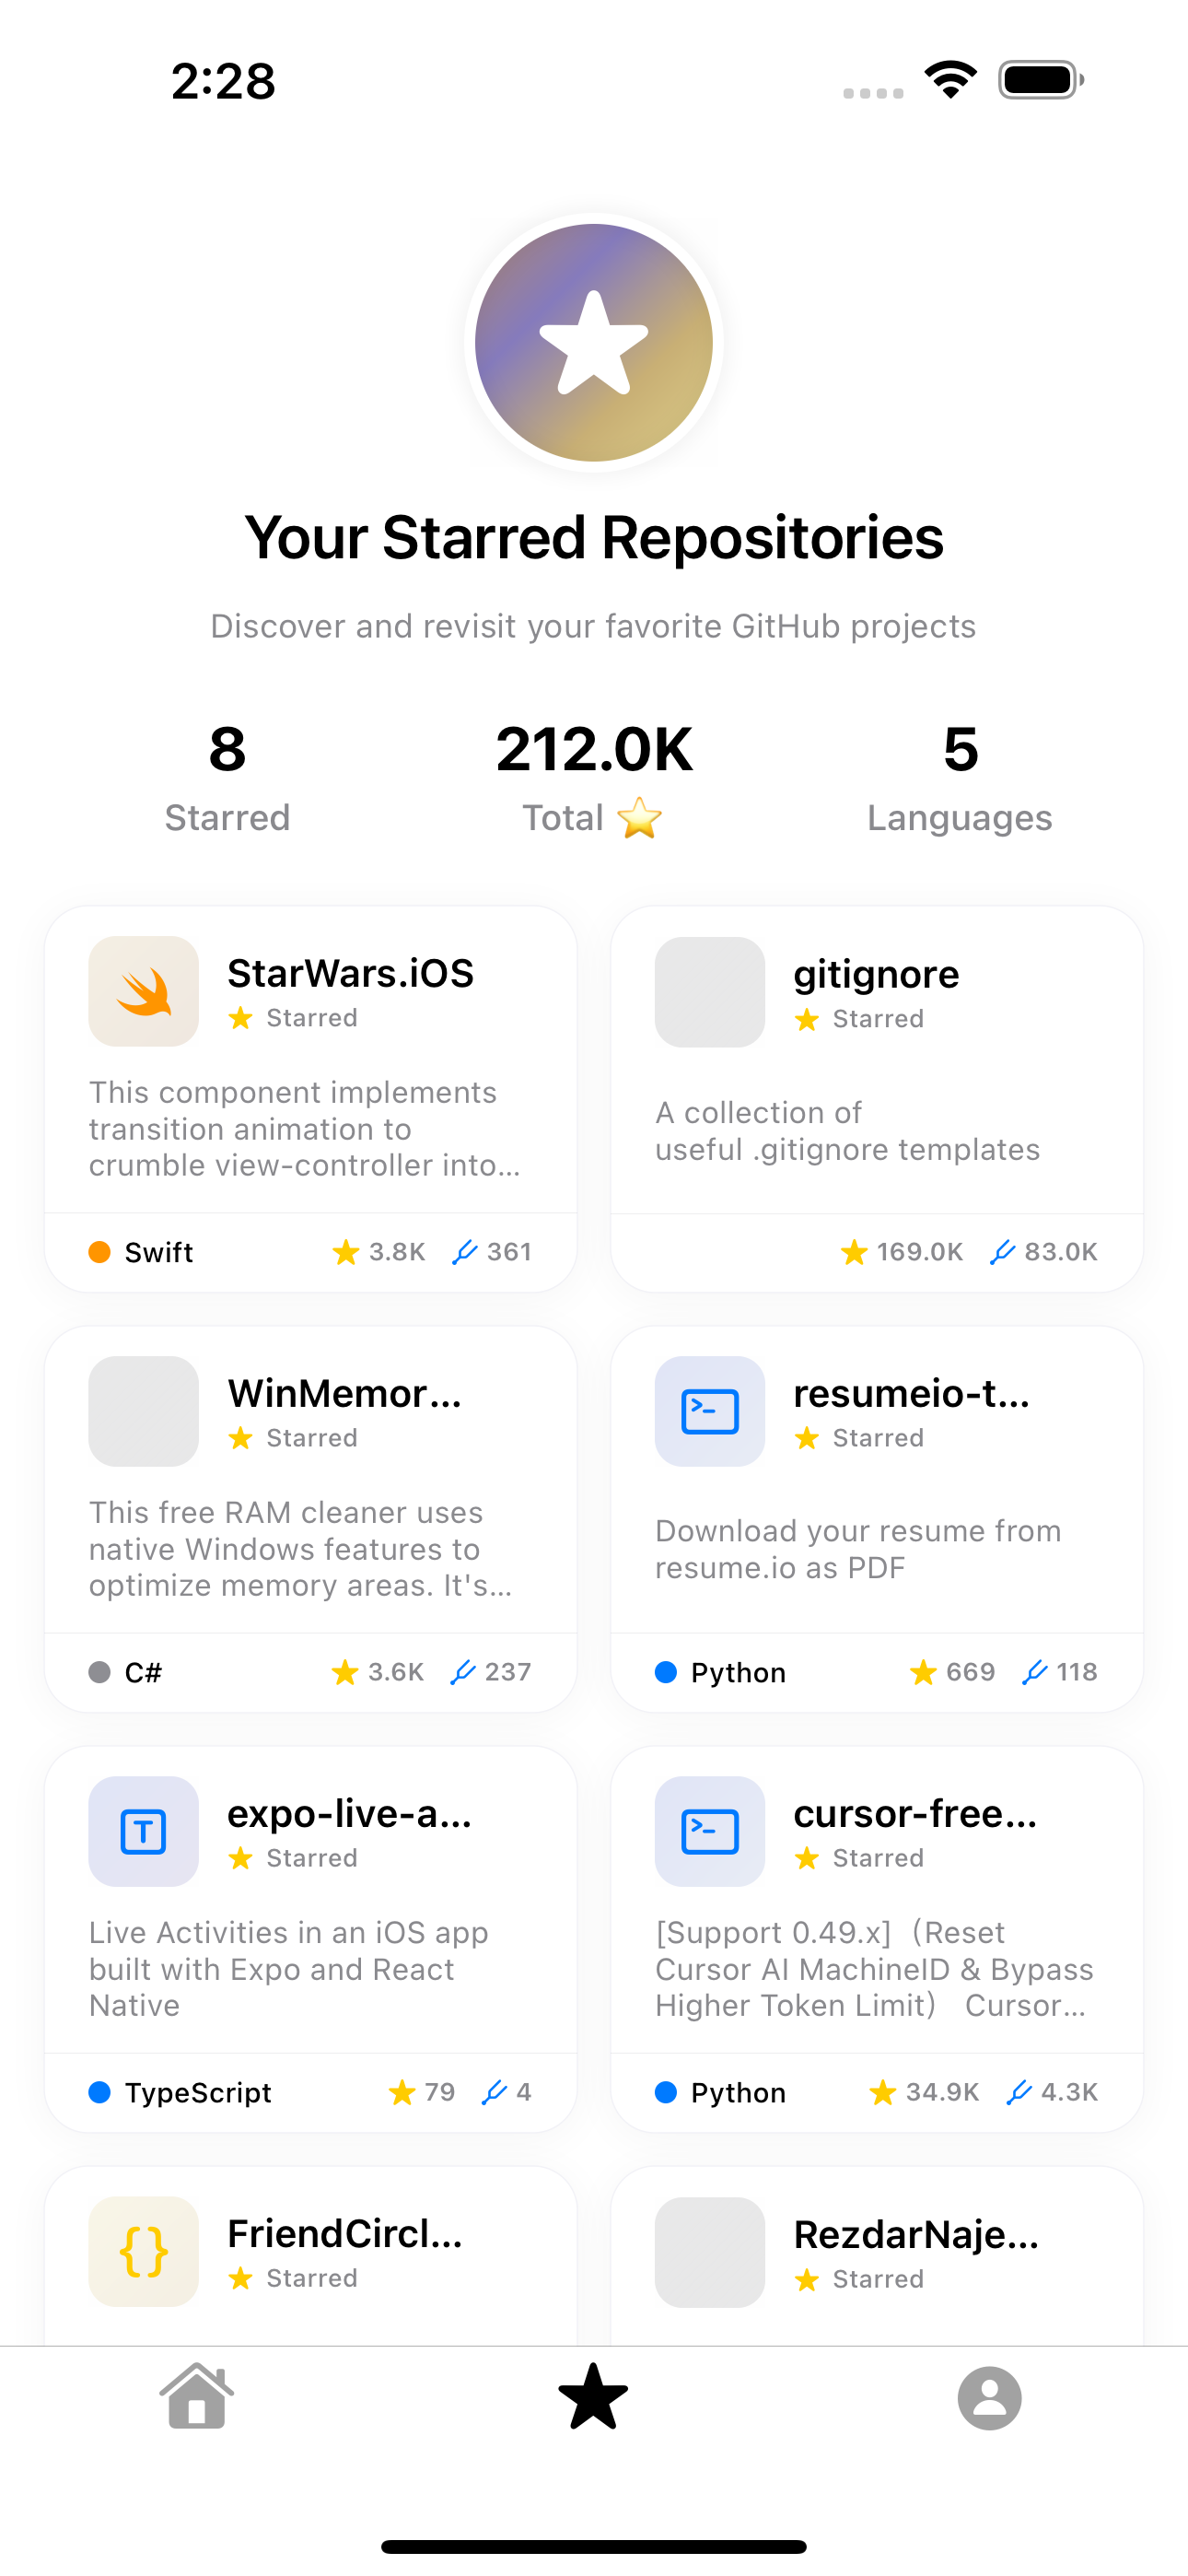 2:28
Your Starred Repositories
Discover and revisit your favorite GitHub projects
8
Starred
212.0K
Total ⭐
5
Languages
StarWars.iOS
Starred
This component implements
transition animation to
crumble view-controller into...
Swift 3.8K 361
gitignore
Starred
A collection of
useful .gitignore templates
169.0K 83.0K
WinMemor...
Starred
This free RAM cleaner uses
native Windows features to
optimize memory areas. It's...
C# 3.6K 237
resumeio-t...
Starred
Download your resume from
resume.io as PDF
Python 669 118
T
expo-live-a...
Starred
Live Activities in an iOS app
built with Expo and React
Native
TypeScript 79 4
cursor-free...
Starred
[Support 0.49.x]（Reset
Cursor AI MachineID & Bypass
Higher Token Limit） Cursor...
Python 34.9K 4.3K
{}
FriendCircl...
Starred
RezdarNaje...
Starred